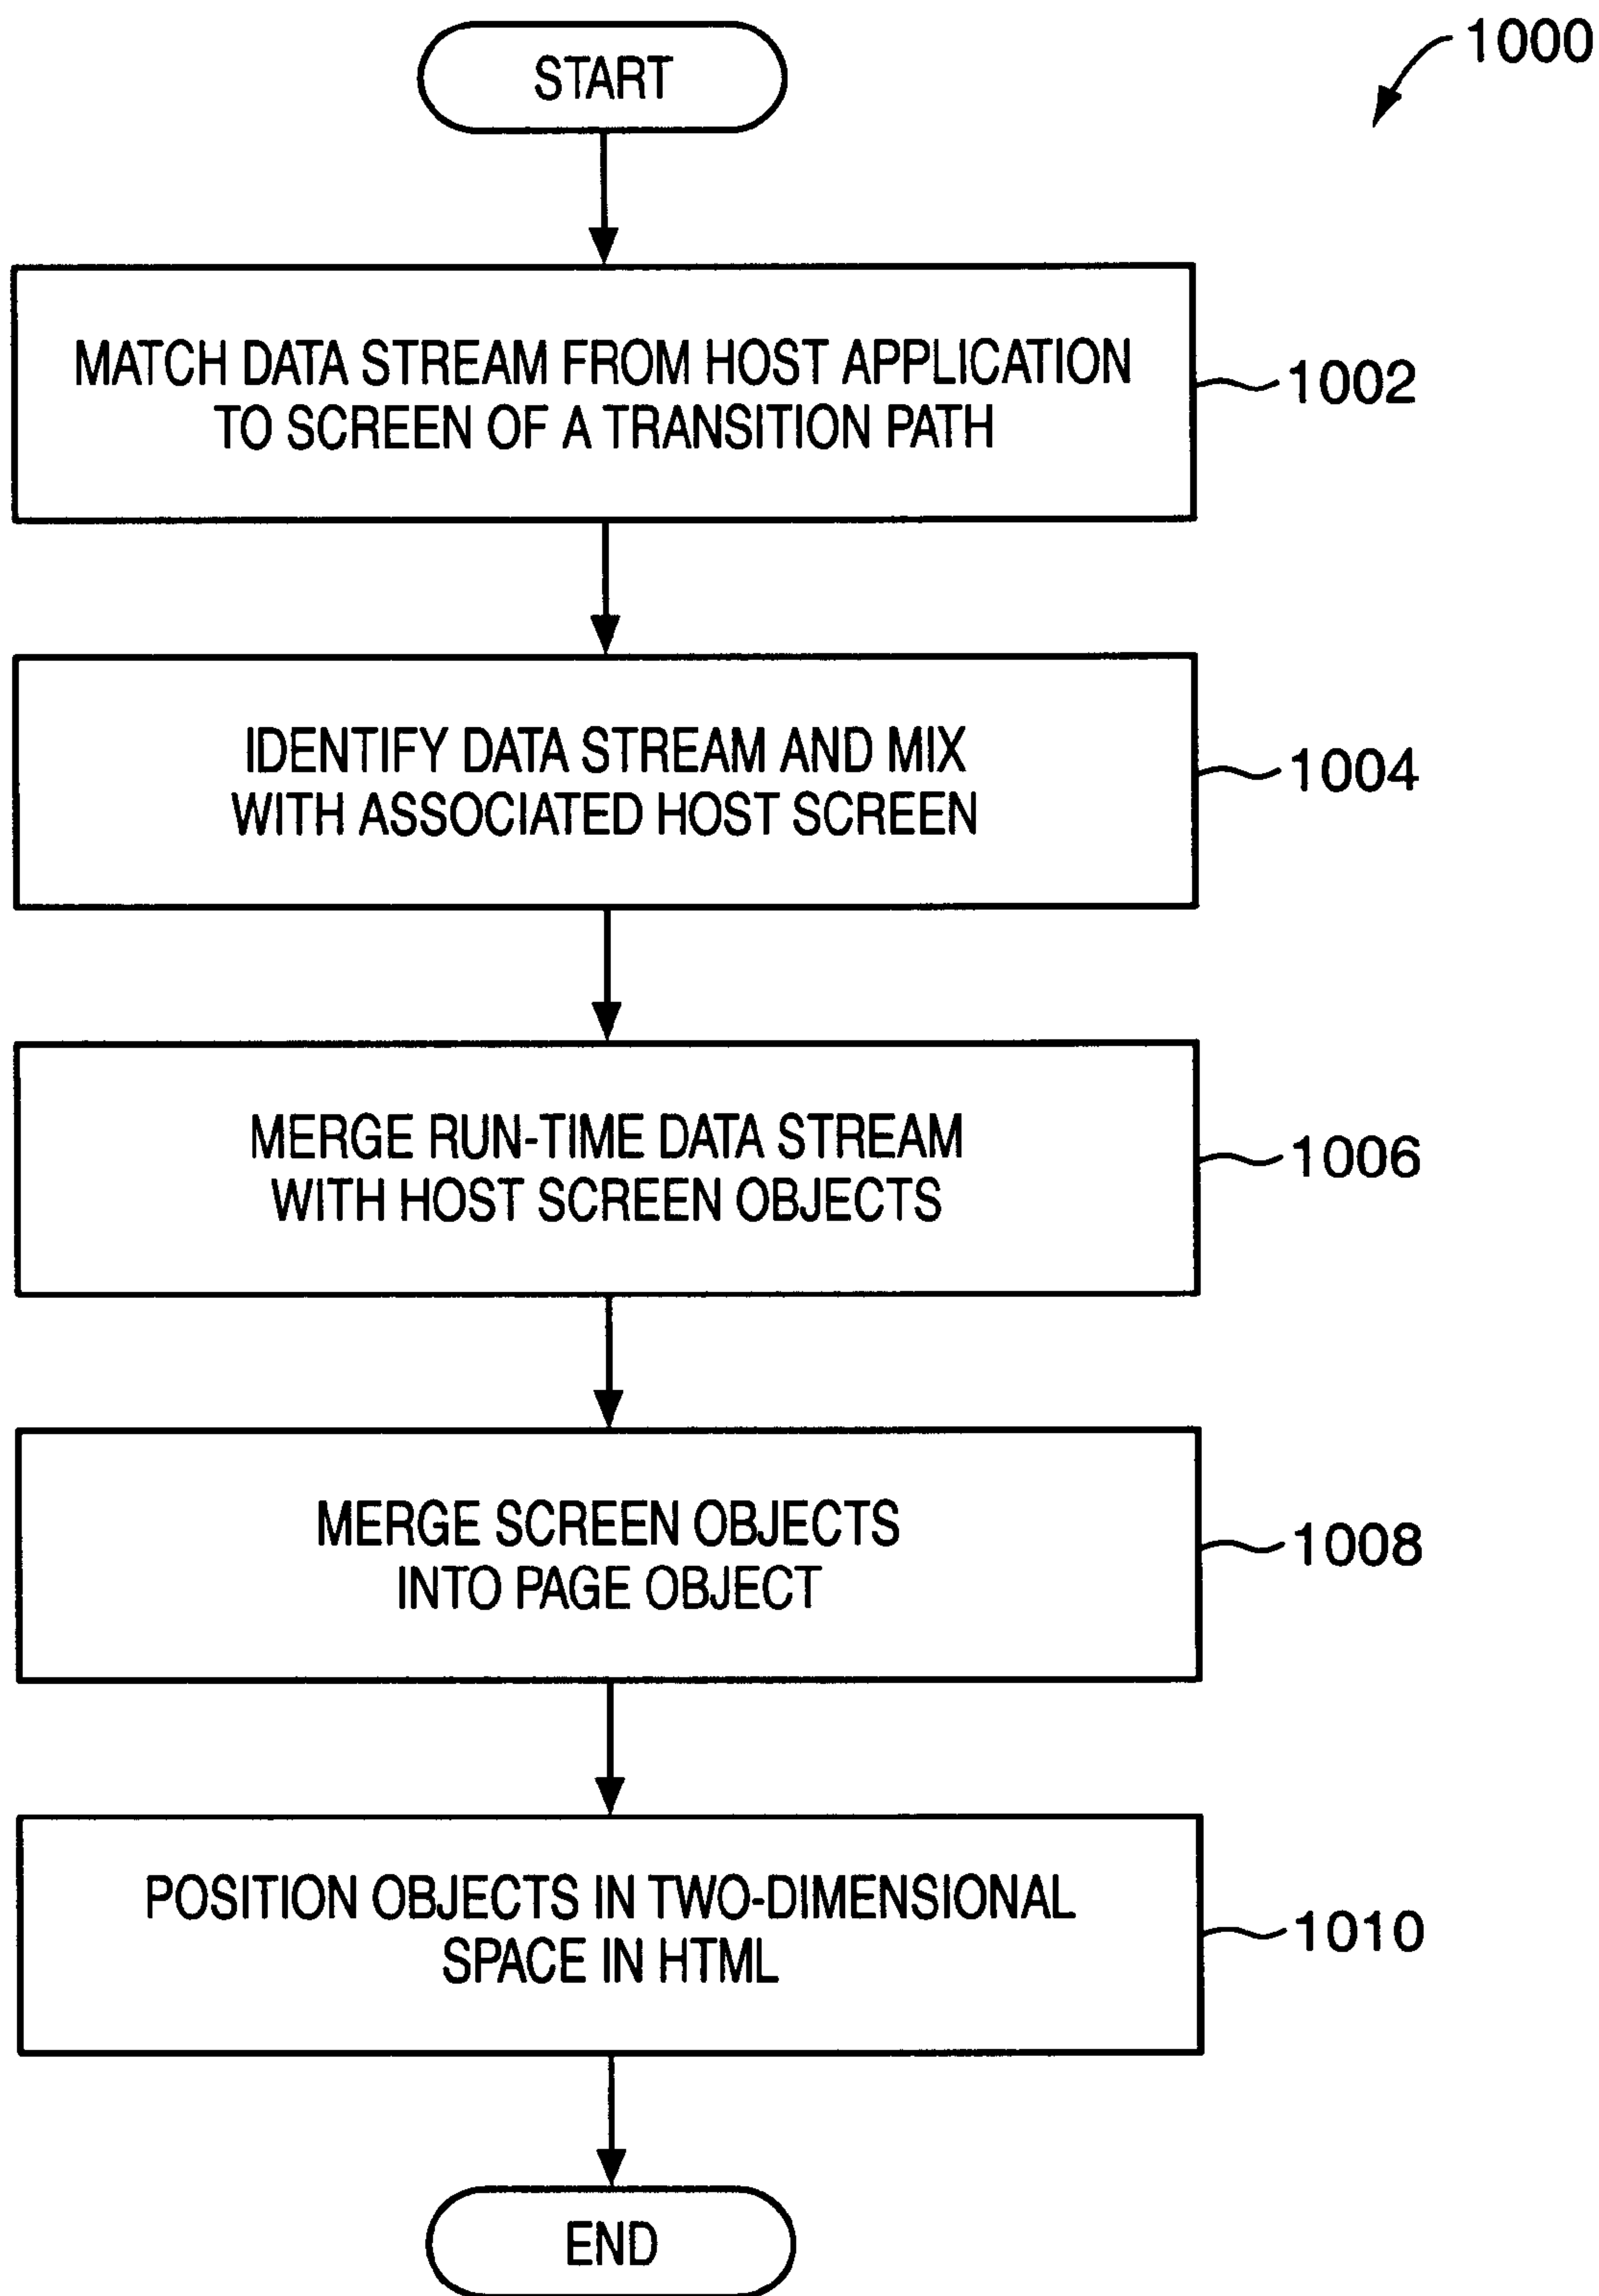 1000
START
MATCH DATA STREAM FROM HOST APPLICATION
TO SCREEN OF A TRANSITION PATH
1002
IDENTIFY DATA STREAM AND MIX
WITH ASSOCIATED HOST SCREEN
1004
MERGE RUN-TIME DATA STREAM
WITH HOST SCREEN OBJECTS
1006
MERGE SCREEN OBJECTS
INTO PAGE OBJECT
1008
POSITION OBJECTS IN TWO-DIMENSIONAL
SPACE IN HTML
1010
END